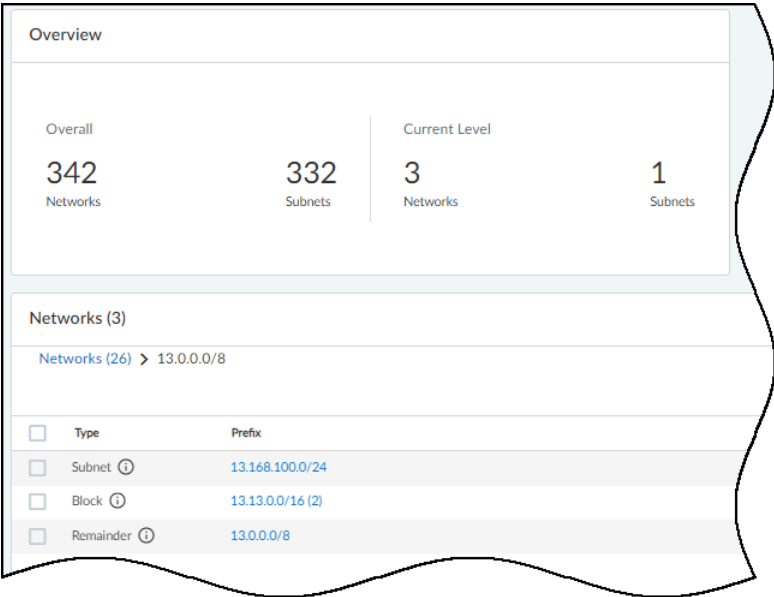 Overview
Overall
Current Level
342
332
3
1
Networks
Subnets
Networks
Subnets
Networks (3)
Networks (26) > 13.0.0.0/8
Type Prefix
Subnet 13.168.100.0/24
Block 13.13.0.0/16 (2)
Remainder 13.0.0.0/8